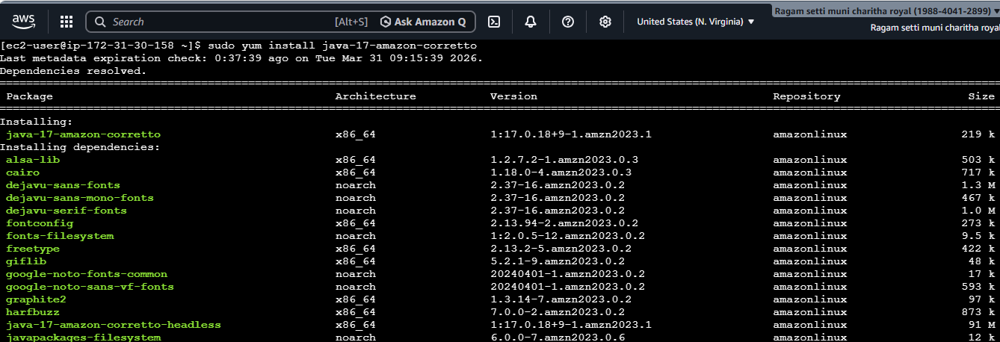 aws
Search [Alt+S] Ask Amazon Q United States (N. Virginia) ▼ Ragam setti muni charitha royal (1988-4041-2899) ▼
Ragam setti muni charitha royal
[ec2-user@ip-172-31-30-158 ~]$ sudo yum install java-17-amazon-corretto
Last metadata expiration check: 0:37:39 ago on Tue Mar 31 09:15:39 2026.
Dependencies resolved.
Package Architecture Version Repository Size
Installing:
java-17-amazon-corretto x86_64 1:17.0.18+9-1.amzn2023.1 amazonlinux 219 k
Installing dependencies:
alsa-lib x86_64 1.2.7.2-1.amzn2023.0.3 amazonlinux 503 k
cairo x86_64 1.18.0-4.amzn2023.0.3 amazonlinux 717 k
dejavu-sans-fonts noarch 2.37-16.amzn2023.0.2 amazonlinux 1.3 M
dejavu-sans-mono-fonts noarch 2.37-16.amzn2023.0.2 amazonlinux 467 k
dejavu-serif-fonts noarch 2.37-16.amzn2023.0.2 amazonlinux 1.0 M
fontconfig x86_64 2.13.94-2.amzn2023.0.2 amazonlinux 273 k
fonts-filesystem noarch 1:2.0.5-12.amzn2023.0.2 amazonlinux 9.5 k
freetype x86_64 2.13.2-5.amzn2023.0.2 amazonlinux 422 k
giflib x86_64 5.2.1-9.amzn2023.0.2 amazonlinux 48 k
google-noto-fonts-common noarch 20240401-1.amzn2023.0.2 amazonlinux 17 k
google-noto-sans-vf-fonts noarch 20240401-1.amzn2023.0.2 amazonlinux 593 k
graphite2 x86_64 1.3.14-7.amzn2023.0.2 amazonlinux 97 k
harfbuzz x86_64 7.0.0-2.amzn2023.0.2 amazonlinux 873 k
java-17-amazon-corretto-headless x86_64 1:17.0.18+9-1.amzn2023.1 amazonlinux 91 M
javapackages-filesystem noarch 6.0.0-7.amzn2023.0.6 amazonlinux 12 k